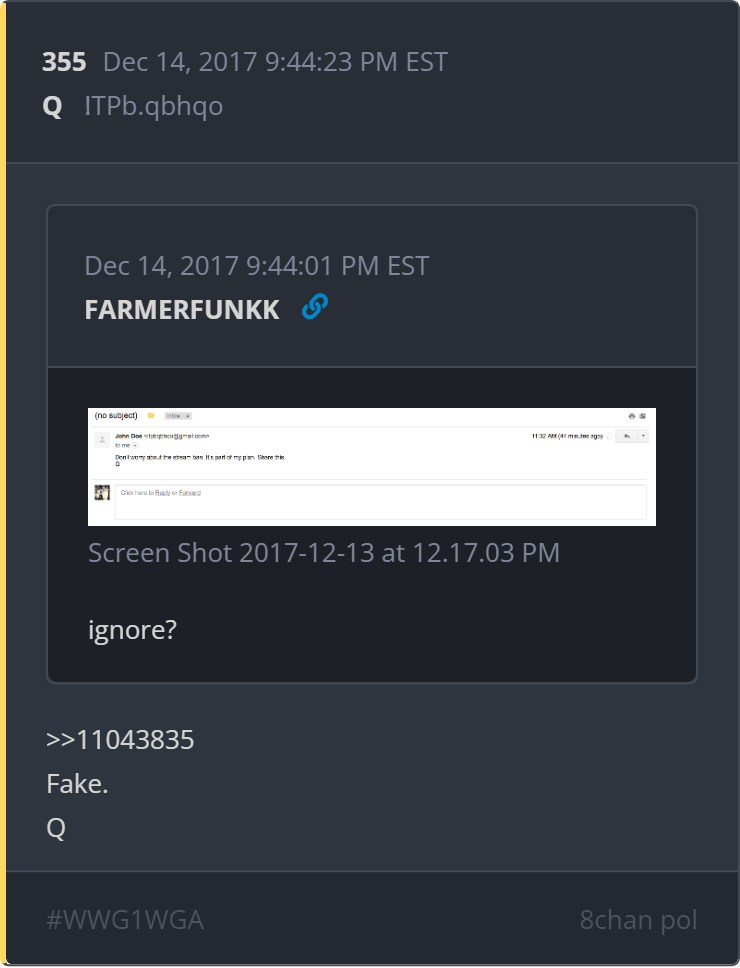 355 Dec 14, 2017 9:44:23 PM EST
Q ITPb.qbhqo
Dec 14, 2017 9:44:01 PM EST
FARMERFUNKK
(no subject)
John Doe <itpbqbhqo@gmail.com> 11:32 AM (44 minutes ago)
to me
Don't worry about the stream ban. It's part of my plan. Share this.
Q
Click here to Reply or Forward
Screen Shot 2017-12-13 at 12.17.03 PM
ignore?
>>11043835
Fake.
Q
#WWG1WGA 8chan pol